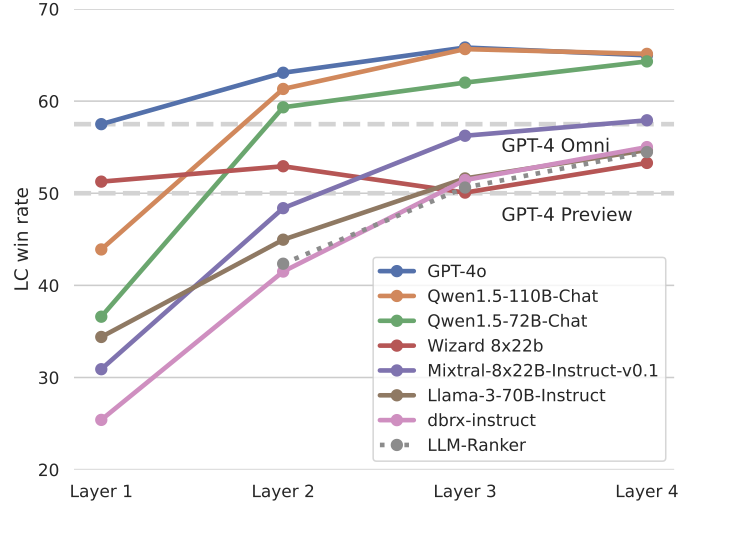 70
60
50
40
30
20
LC win rate
GPT-4 Omni
GPT-4 Preview
GPT-4o
Qwen1.5-110B-Chat
Qwen1.5-72B-Chat
Wizard 8x22b
Mixtral-8x22B-Instruct-v0.1
Llama-3-70B-Instruct
dbrx-instruct
LLM-Ranker
Layer 1 Layer 2 Layer 3 Layer 4